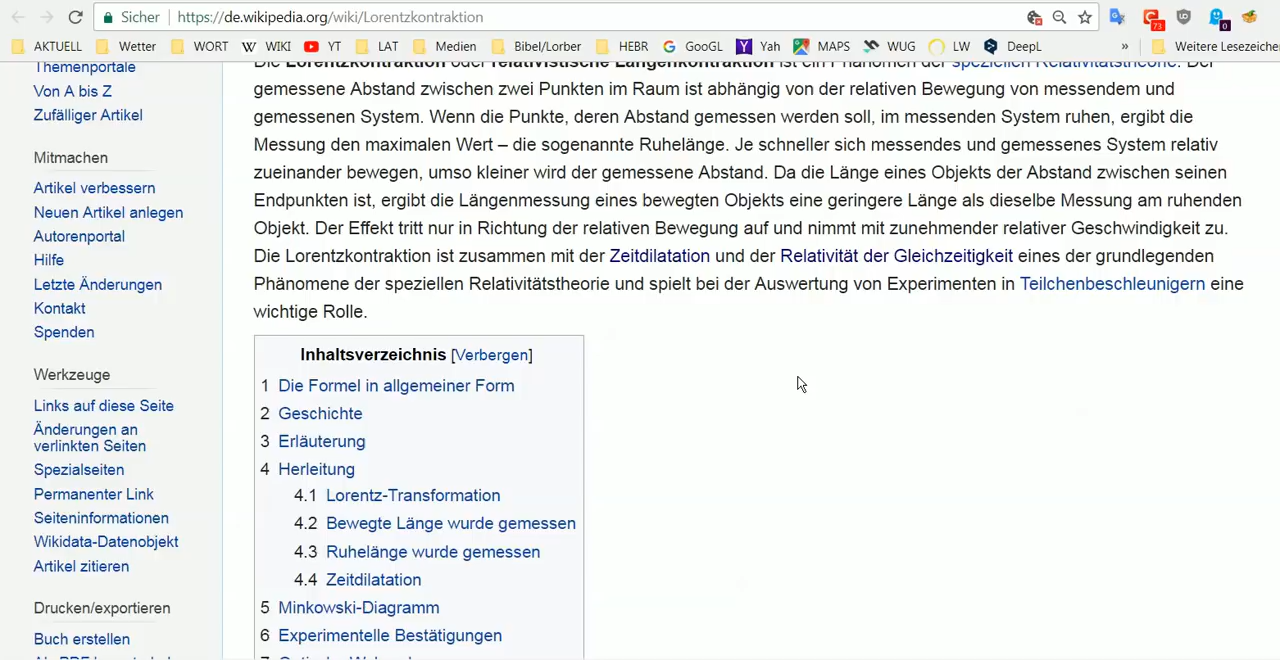 Sicher https://de.wikipedia.org/wiki/Lorentzkontraktion
73 0
AKTUELL Wetter WORT WIKI YT LAT Medien Bibel/Lorber HEBR GooGL Yah MAPS WUG LW DeepL » Weitere Lesezeichen
Themenportale
Von A bis Z
Zufälliger Artikel
Mitmachen
Artikel verbessern
Neuen Artikel anlegen
Autorenportal
Hilfe
Letzte Änderungen
Kontakt
Spenden
Werkzeuge
Links auf diese Seite
Änderungen an
verlinkten Seiten
Spezialseiten
Permanenter Link
Seiteninformationen
Wikidata-Datenobjekt
Artikel zitieren
Drucken/exportieren
Buch erstellen
Die Lorentzkontraktion oder relativistische Längenkontraktion ist ein Phänomen der speziellen Relativitätstheorie. Der
gemessene Abstand zwischen zwei Punkten im Raum ist abhängig von der relativen Bewegung von messendem und
gemessenen System. Wenn die Punkte, deren Abstand gemessen werden soll, im messenden System ruhen, ergibt die
Messung den maximalen Wert – die sogenannte Ruhelänge. Je schneller sich messendes und gemessenes System relativ
zueinander bewegen, umso kleiner wird der gemessene Abstand. Da die Länge eines Objekts der Abstand zwischen seinen
Endpunkten ist, ergibt die Längenmessung eines bewegten Objekts eine geringere Länge als dieselbe Messung am ruhenden
Objekt. Der Effekt tritt nur in Richtung der relativen Bewegung auf und nimmt mit zunehmender relativer Geschwindigkeit zu.
Die Lorentzkontraktion ist zusammen mit der Zeitdilatation und der Relativität der Gleichzeitigkeit eines der grundlegenden
Phänomene der speziellen Relativitätstheorie und spielt bei der Auswertung von Experimenten in Teilchenbeschleunigern eine
wichtige Rolle.
Inhaltsverzeichnis [Verbergen]
1 Die Formel in allgemeiner Form
2 Geschichte
3 Erläuterung
4 Herleitung
4.1 Lorentz-Transformation
4.2 Bewegte Länge wurde gemessen
4.3 Ruhelänge wurde gemessen
4.4 Zeitdilatation
5 Minkowski-Diagramm
6 Experimentelle Bestätigungen